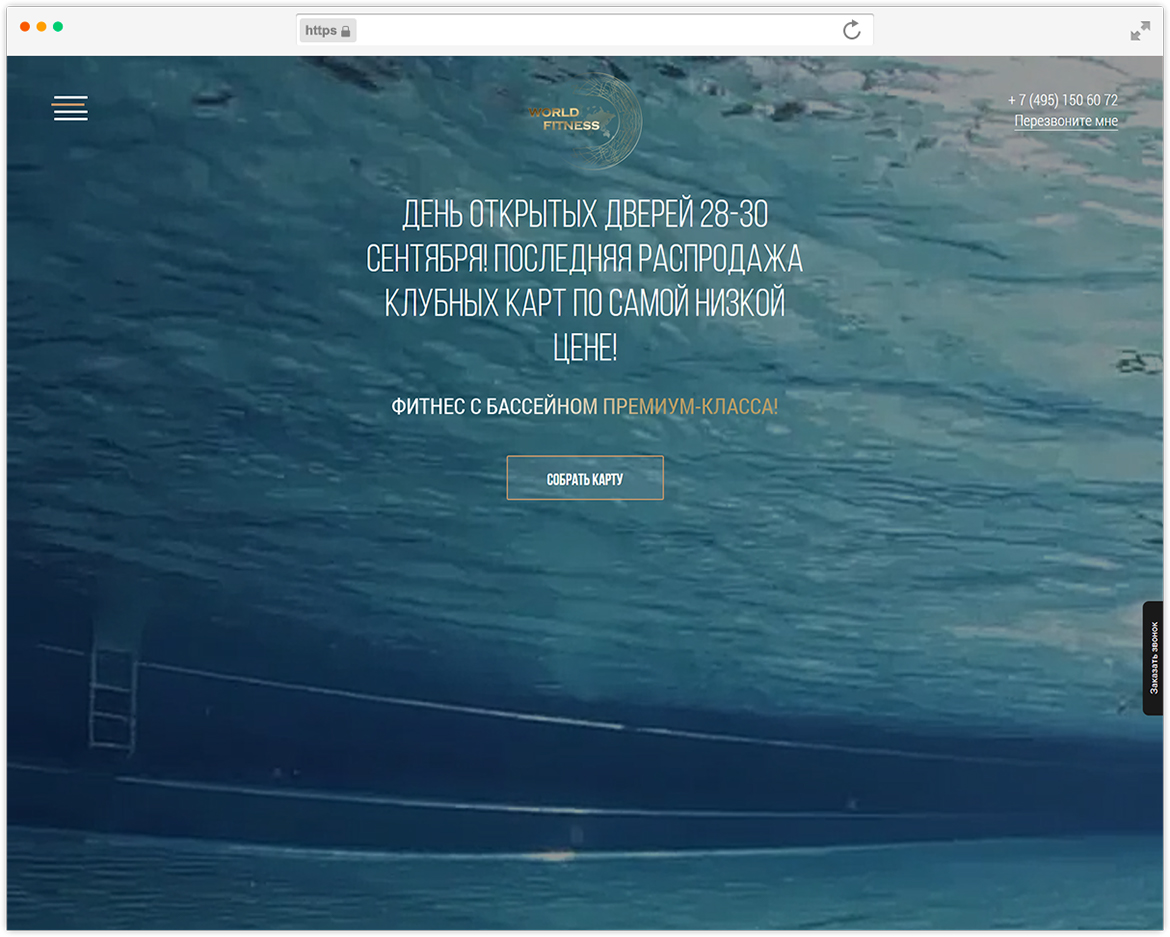 https
WORLD
FITNESS
+ 7 (495) 150 60 72
Перезвоните мне
ДЕНЬ ОТКРЫТЫХ ДВЕРЕЙ 28-30
СЕНТЯБРЯ! ПОСЛЕДНЯЯ РАСПРОДАЖА
КЛУБНЫХ КАРТ ПО САМОЙ НИЗКОЙ
ЦЕНЕ!
ФИТНЕС С БАССЕЙНОМ ПРЕМИУМ-КЛАССА!
СОБРАТЬ КАРТУ
Заказать звонок